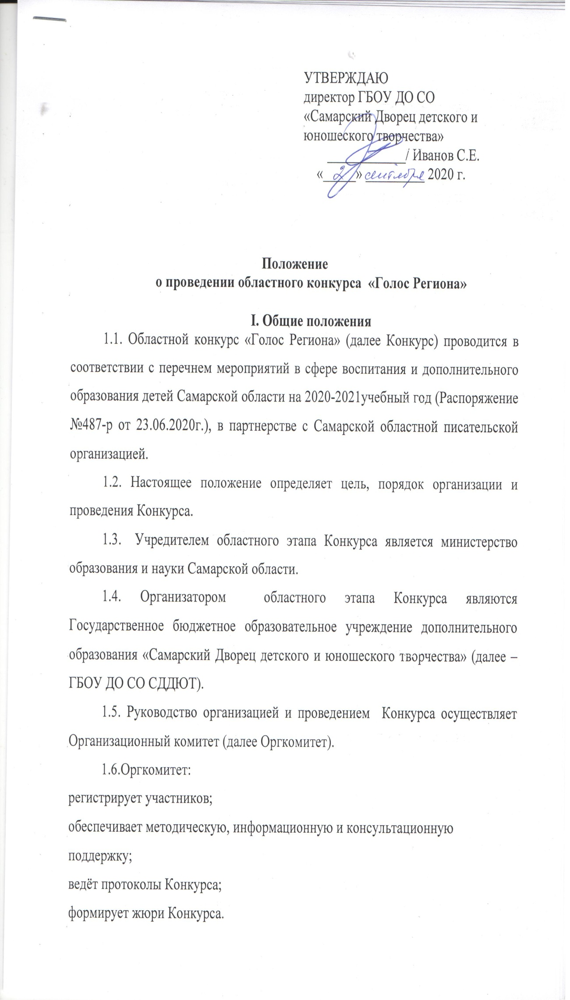 УТВЕРЖДАЮ
директор ГБОУ ДО СО
«Самарский Дворец детского и
юношеского творчества»
____________/ Иванов С.Е.
«_____» сентября 2020 г.
Положение
о проведении областного конкурса «Голос Региона»
I. Общие положения
1.1. Областной конкурс «Голос Региона» (далее Конкурс) проводится в
соответствии с перечнем мероприятий в сфере воспитания и дополнительного
образования детей Самарской области на 2020-2021учебный год (Распоряжение
№487-р от 23.06.2020г.), в партнерстве с Самарской областной писательской
организацией.
1.2. Настоящее положение определяет цель, порядок организации и
проведения Конкурса.
1.3. Учредителем областного этапа Конкурса является министерство
образования и науки Самарской области.
1.4. Организатором областного этапа Конкурса являются
Государственное бюджетное образовательное учреждение дополнительного
образования «Самарский Дворец детского и юношеского творчества» (далее –
ГБОУ ДО СО СДДЮТ).
1.5. Руководство организацией и проведением Конкурса осуществляет
Организационный комитет (далее Оргкомитет).
1.6.Оргкомитет:
регистрирует участников;
обеспечивает методическую, информационную и консультационную
поддержку;
ведёт протоколы Конкурса;
формирует жюри Конкурса.